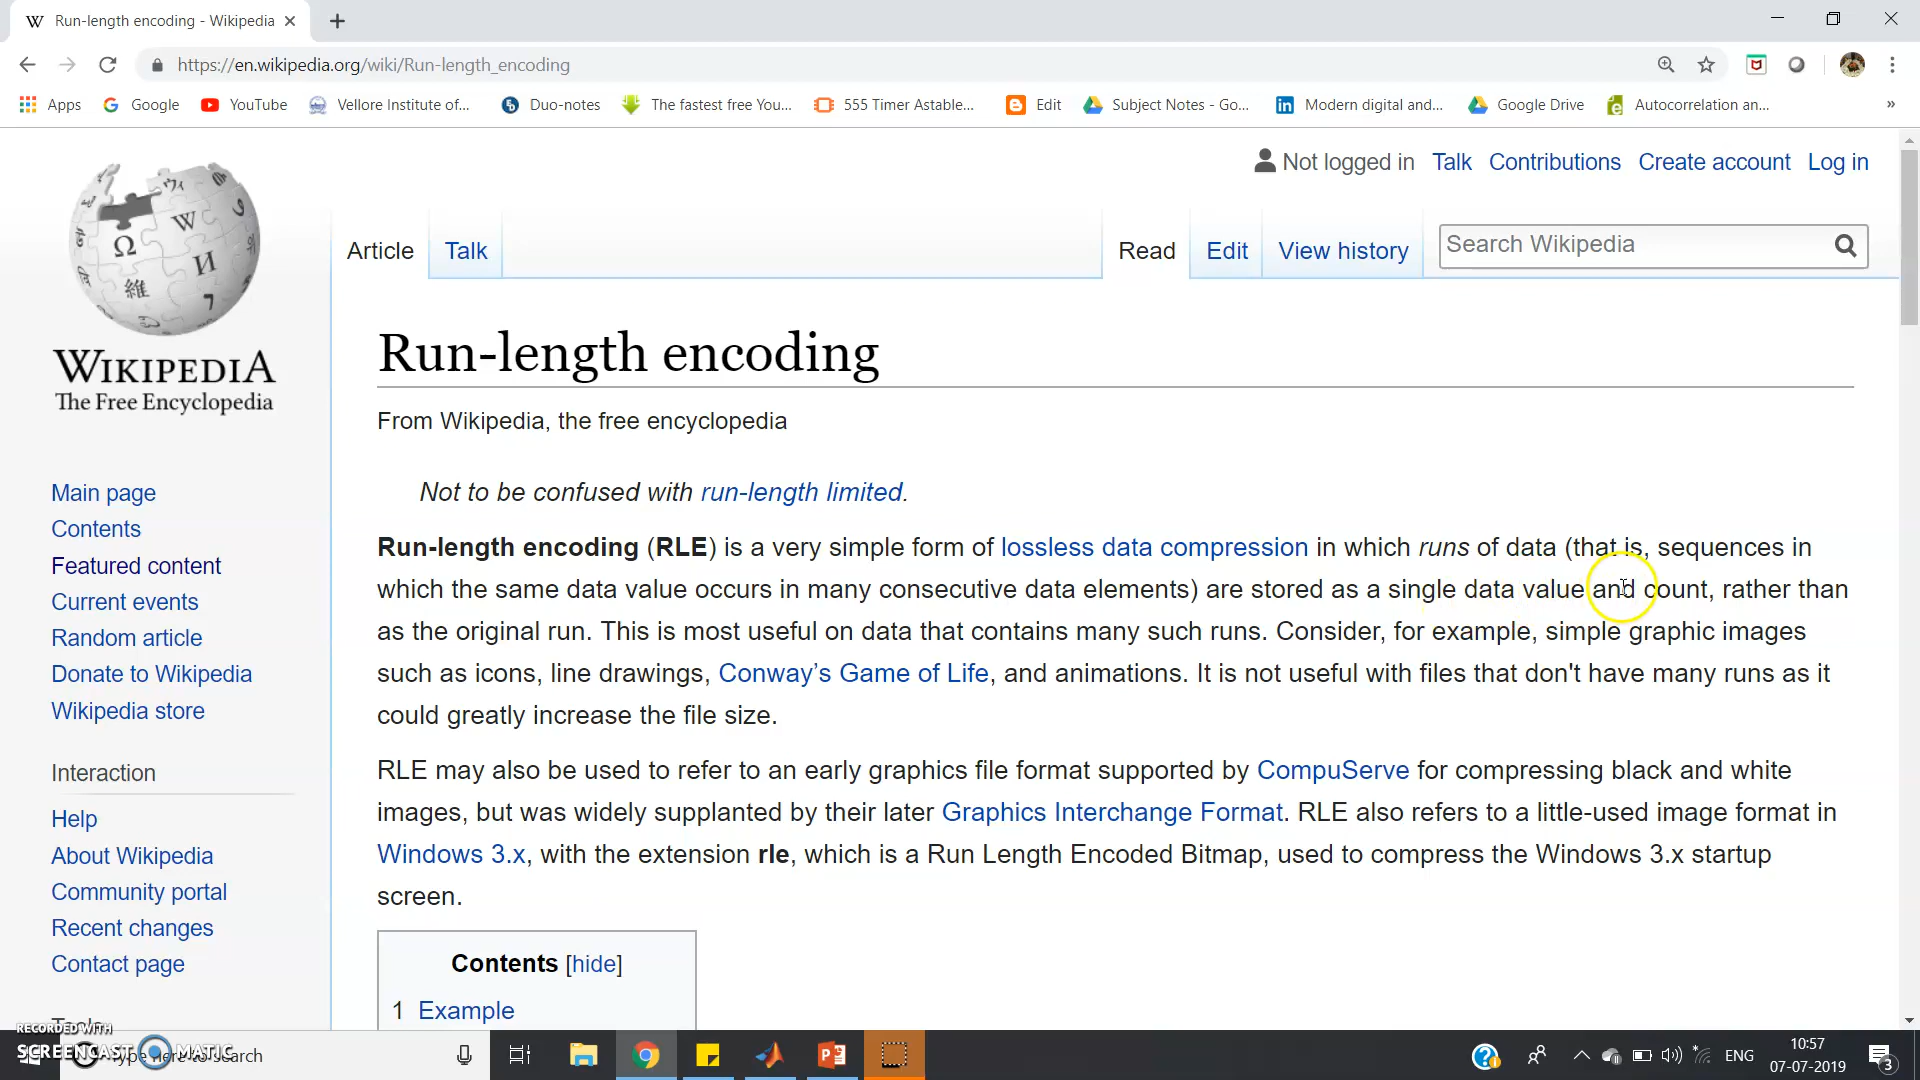 Run-length encoding - Wikipedia
https://en.wikipedia.org/wiki/Run-length_encoding
Apps Google YouTube Vellore Institute of... Duo-notes The fastest free You... 555 Timer Astable... Edit Subject Notes - Go... Modern digital and... Google Drive Autocorrelation an... »
Not logged in Talk Contributions Create account Log in
Article Talk Read Edit View history Search Wikipedia
WIKIPEDIA
The Free Encyclopedia
Main page
Contents
Featured content
Current events
Random article
Donate to Wikipedia
Wikipedia store
Interaction
Help
About Wikipedia
Community portal
Recent changes
Contact page
Tools
Run-length encoding
From Wikipedia, the free encyclopedia
Not to be confused with run-length limited.
Run-length encoding (RLE) is a very simple form of lossless data compression in which runs of data (that is, sequences in
which the same data value occurs in many consecutive data elements) are stored as a single data value and count, rather than
as the original run. This is most useful on data that contains many such runs. Consider, for example, simple graphic images
such as icons, line drawings, Conway’s Game of Life, and animations. It is not useful with files that don't have many runs as it
could greatly increase the file size.
RLE may also be used to refer to an early graphics file format supported by CompuServe for compressing black and white
images, but was widely supplanted by their later Graphics Interchange Format. RLE also refers to a little-used image format in
Windows 3.x, with the extension rle, which is a Run Length Encoded Bitmap, used to compress the Windows 3.x startup
screen.
Contents [hide]
1 Example
RECORDED WITH
SCREENCAST MATIC
Type here to search
ENG
10:57
07-07-2019
3